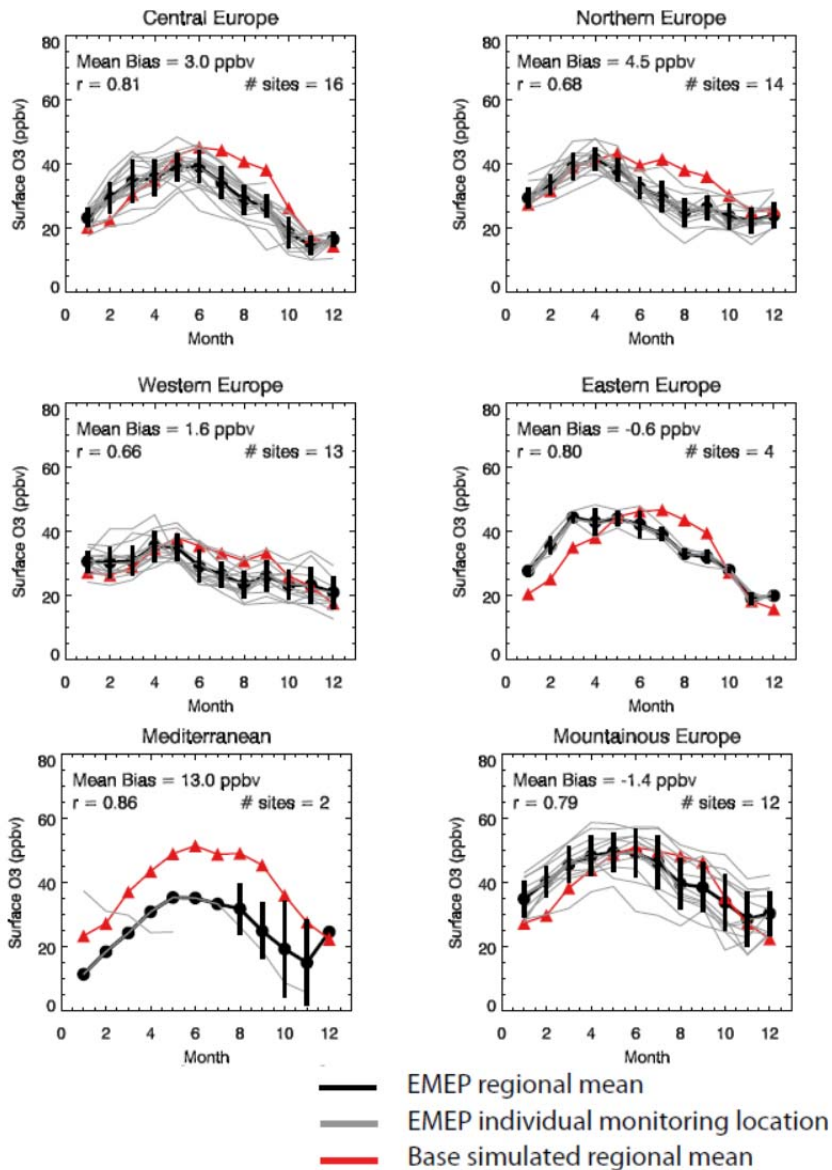 Central Europe
Mean Bias = 3.0 ppbv
r = 0.81 # sites = 16
Surface O3 (ppbv)
80
60
40
20
0
0 2 4 6 8 10 12
Month
Northern Europe
Mean Bias = 4.5 ppbv
r = 0.68 # sites = 14
Surface O3 (ppbv)
80
60
40
20
0
0 2 4 6 8 10 12
Month
Western Europe
Mean Bias = 1.6 ppbv
r = 0.66 # sites = 13
Surface O3 (ppbv)
80
60
40
20
0
0 2 4 6 8 10 12
Month
Eastern Europe
Mean Bias = -0.6 ppbv
r = 0.80 # sites = 4
Surface O3 (ppbv)
80
60
40
20
0
0 2 4 6 8 10 12
Month
Mediterranean
Mean Bias = 13.0 ppbv
r = 0.86 # sites = 2
Surface O3 (ppbv)
80
60
40
20
0
0 2 4 6 8 10 12
Month
Mountainous Europe
Mean Bias = -1.4 ppbv
r = 0.79 # sites = 12
Surface O3 (ppbv)
80
60
40
20
0
0 2 4 6 8 10 12
Month
EMEP regional mean
EMEP individual monitoring location
Base simulated regional mean